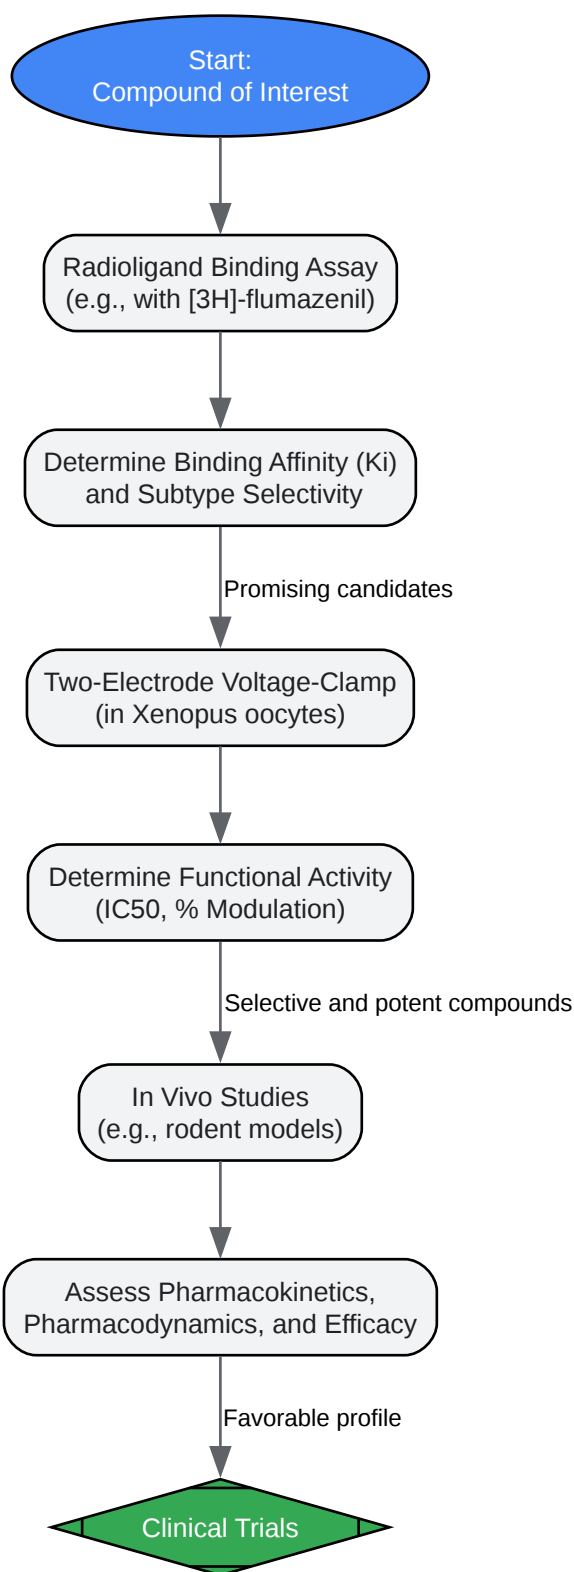 Start:
Compound of Interest
Radioligand Binding Assay
(e.g., with [3H]-flumazenil)
Determine Binding Affinity (Ki)
and Subtype Selectivity
Promising candidates
Two-Electrode Voltage-Clamp
(in Xenopus oocytes)
Determine Functional Activity
(IC50, % Modulation)
Selective and potent compounds
In Vivo Studies
(e.g., rodent models)
Assess Pharmacokinetics,
Pharmacodynamics, and Efficacy
Favorable profile
Clinical Trials